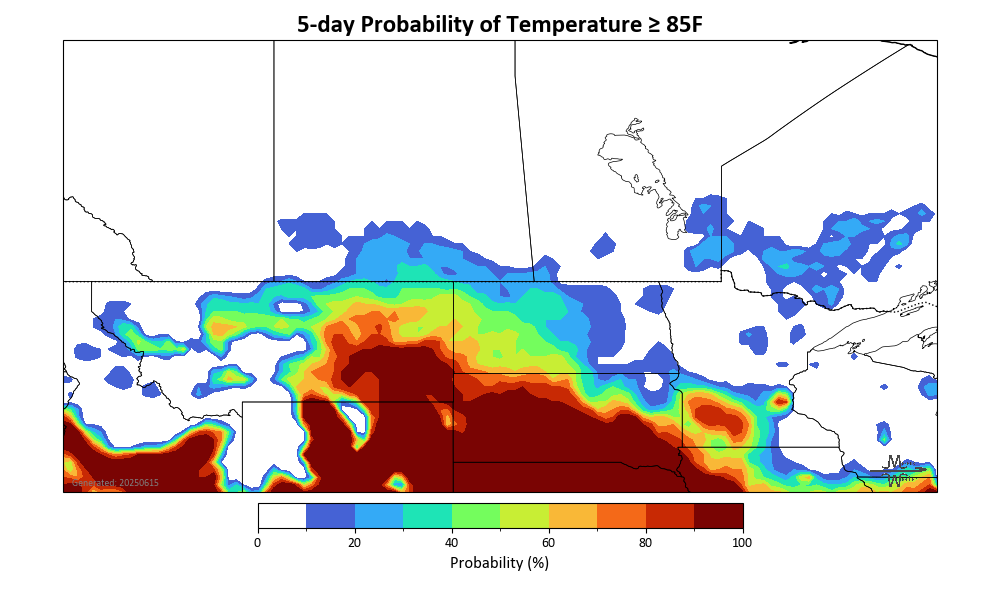 5-day Probability of Temperature ≥ 85F
Generated: 20250615
0 20 40 60 80 100
Probability (%)